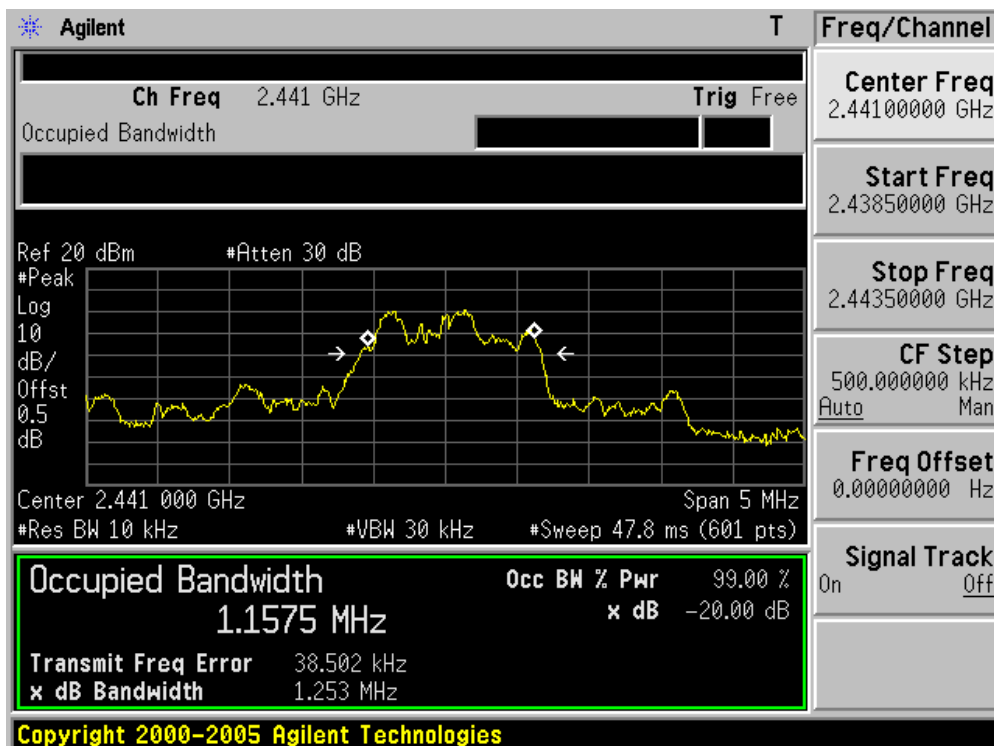 Agilent T Freq/Channel
Ch Freq 2.441 GHz Trig Free
Occupied Bandwidth
Center Freq
2.44100000 GHz
Start Freq
2.43850000 GHz
Stop Freq
2.44350000 GHz
CF Step
500.000000 kHz
Auto Man
Freq Offset
0.00000000 Hz
Signal Track
On Off
Ref 20 dBm #Atten 30 dB
#Peak
Log
10
dB/
Offst
0.5
dB
Center 2.441 000 GHz Span 5 MHz
#Res BW 10 kHz #VBW 30 kHz #Sweep 47.8 ms (601 pts)
Occupied Bandwidth
1.1575 MHz
Occ BW % Pwr 99.00 %
x dB -20.00 dB
Transmit Freq Error 38.502 kHz
x dB Bandwidth 1.253 MHz
Copyright 2000-2005 Agilent Technologies